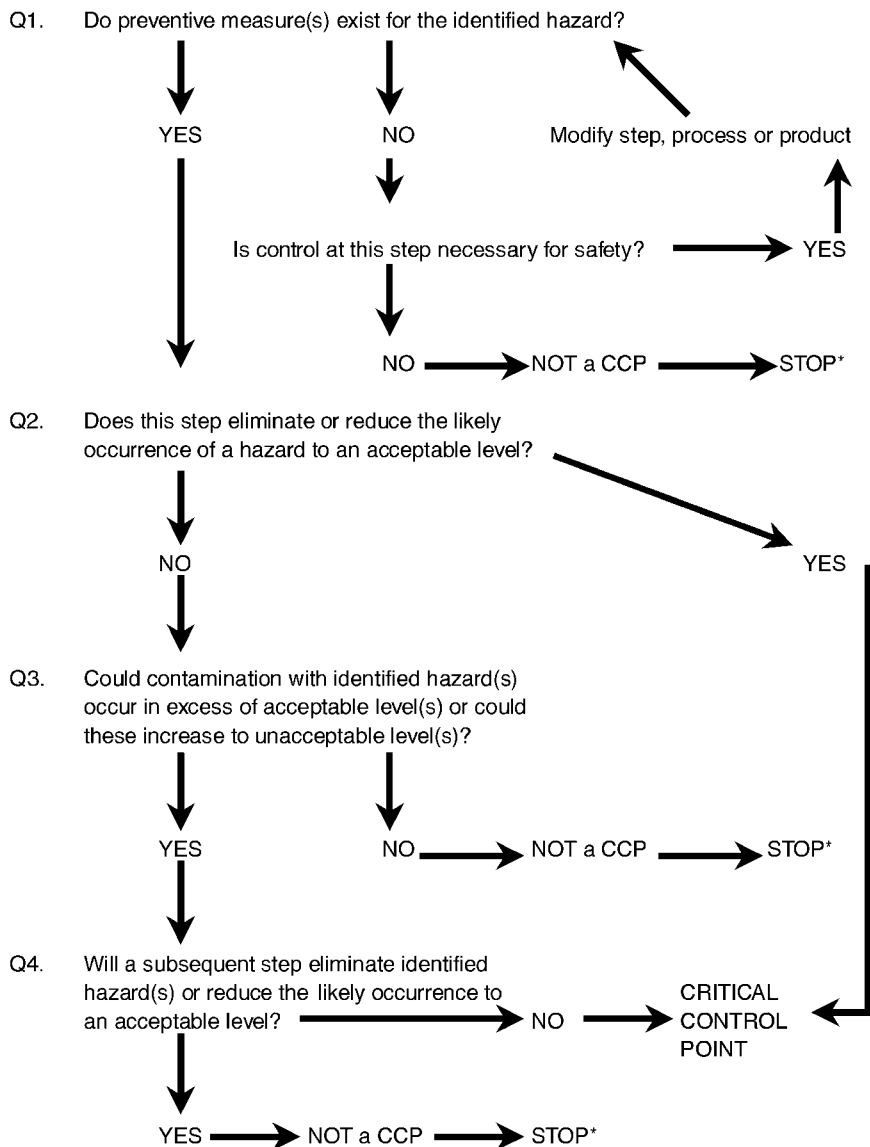 Q1. Do preventive measure(s) exist for the identified hazard?
YES NO Modify step, process or product
Is control at this step necessary for safety? YES
NO NOT a CCP STOP*
Q2. Does this step eliminate or reduce the likely
occurrence of a hazard to an acceptable level?
NO YES
Q3. Could contamination with identified hazard(s)
occur in excess of acceptable level(s) or could
these increase to unacceptable level(s)?
YES NO NOT a CCP STOP*
Q4. Will a subsequent step eliminate identified
hazard(s) or reduce the likely occurrence to
an acceptable level? NO
CRITICAL
CONTROL
POINT
YES NOT a CCP STOP*